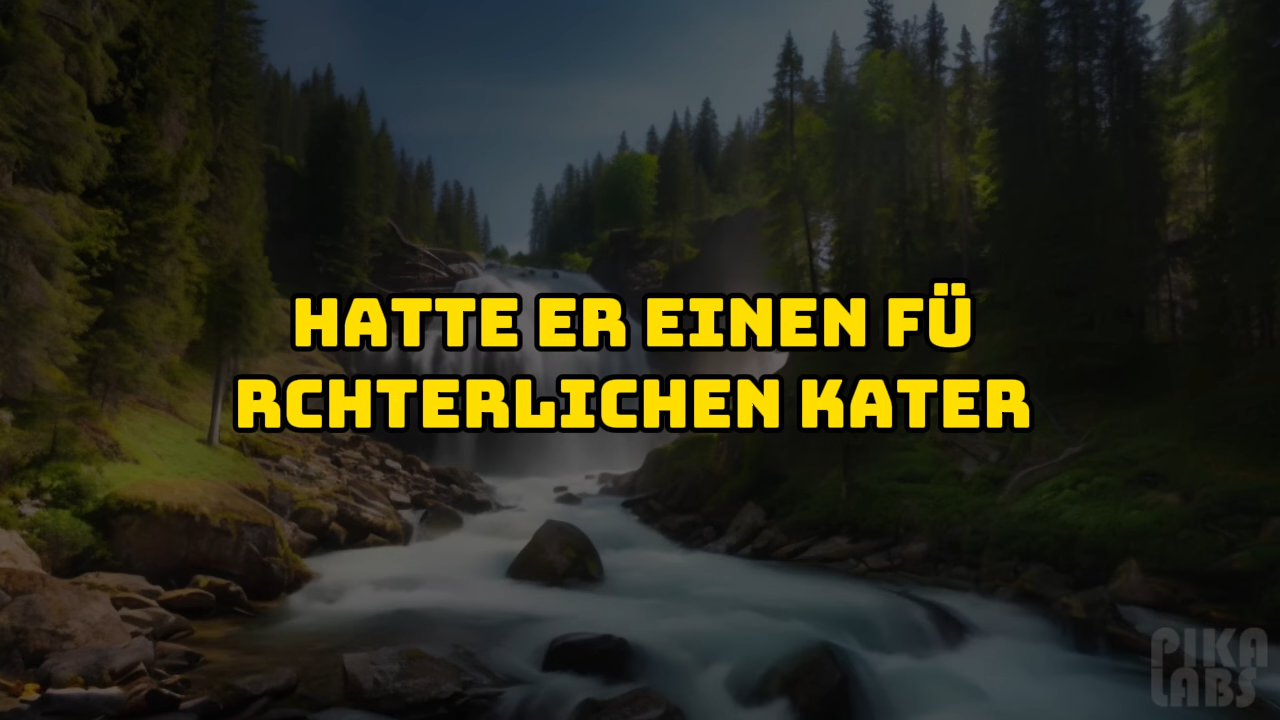 HATTE ER EINEN FÜ
RCHTERLICHEN KATER
PIKA
LABS